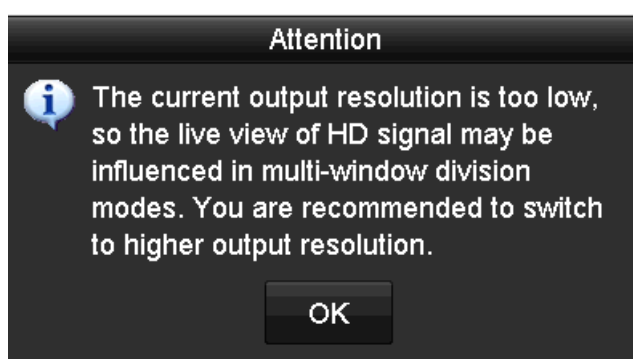 Attention
The current output resolution is too low,
so the live view of HD signal may be
influenced in multi-window division
modes. You are recommended to switch
to higher output resolution.
OK